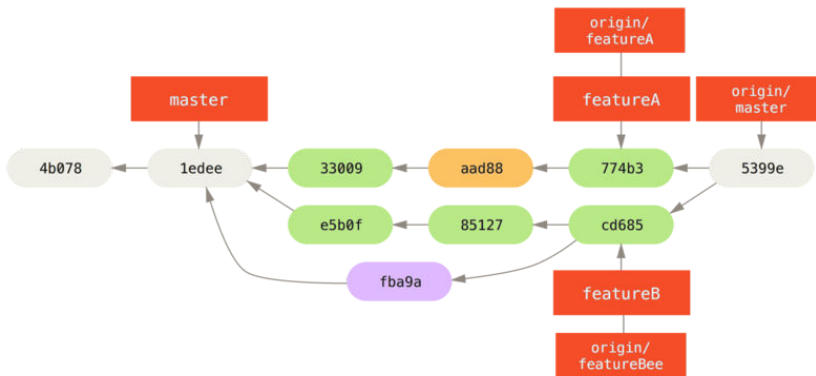 origin/
featureA
master
featureA
origin/
master
4b078
1edee
33009
aad88
774b3
5399e
e5b0f
85127
cd685
fba9a
featureB
origin/
featureBee